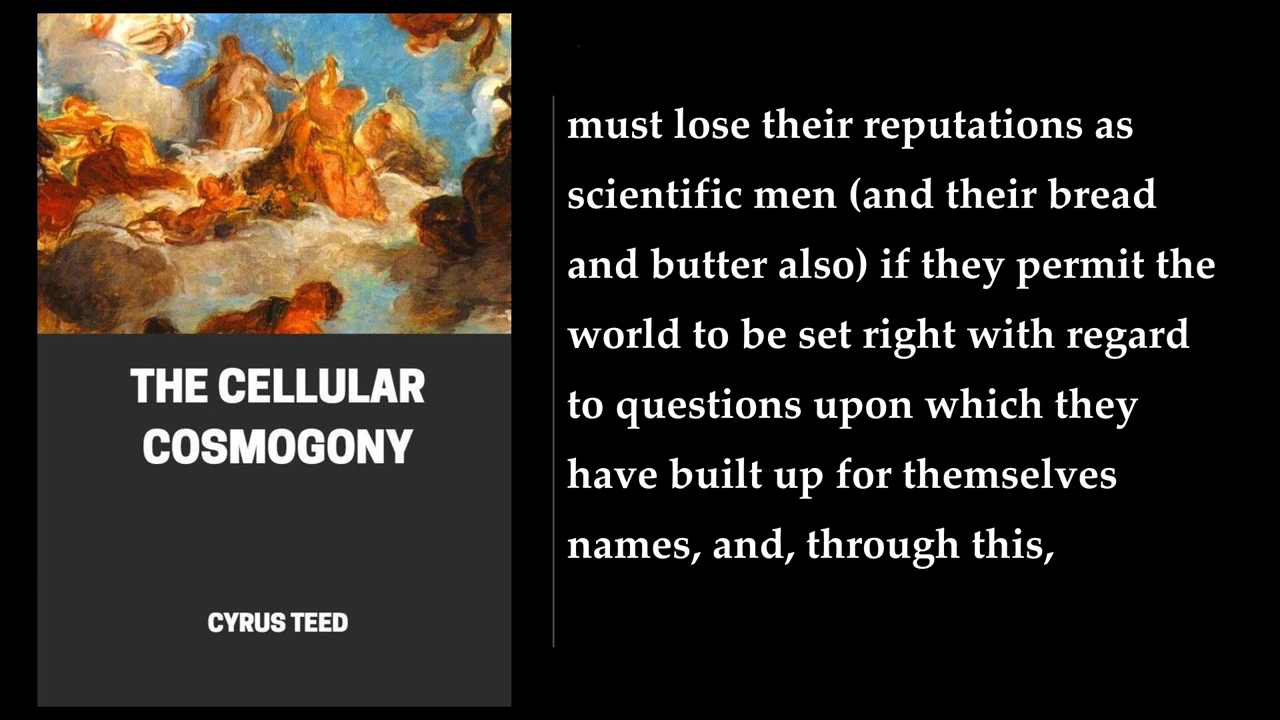 THE CELLULAR
COSMOGONY
CYRUS TEED
must lose their reputations as
scientific men (and their bread
and butter also) if they permit the
world to be set right with regard
to questions upon which they
have built up for themselves
names, and, through this,